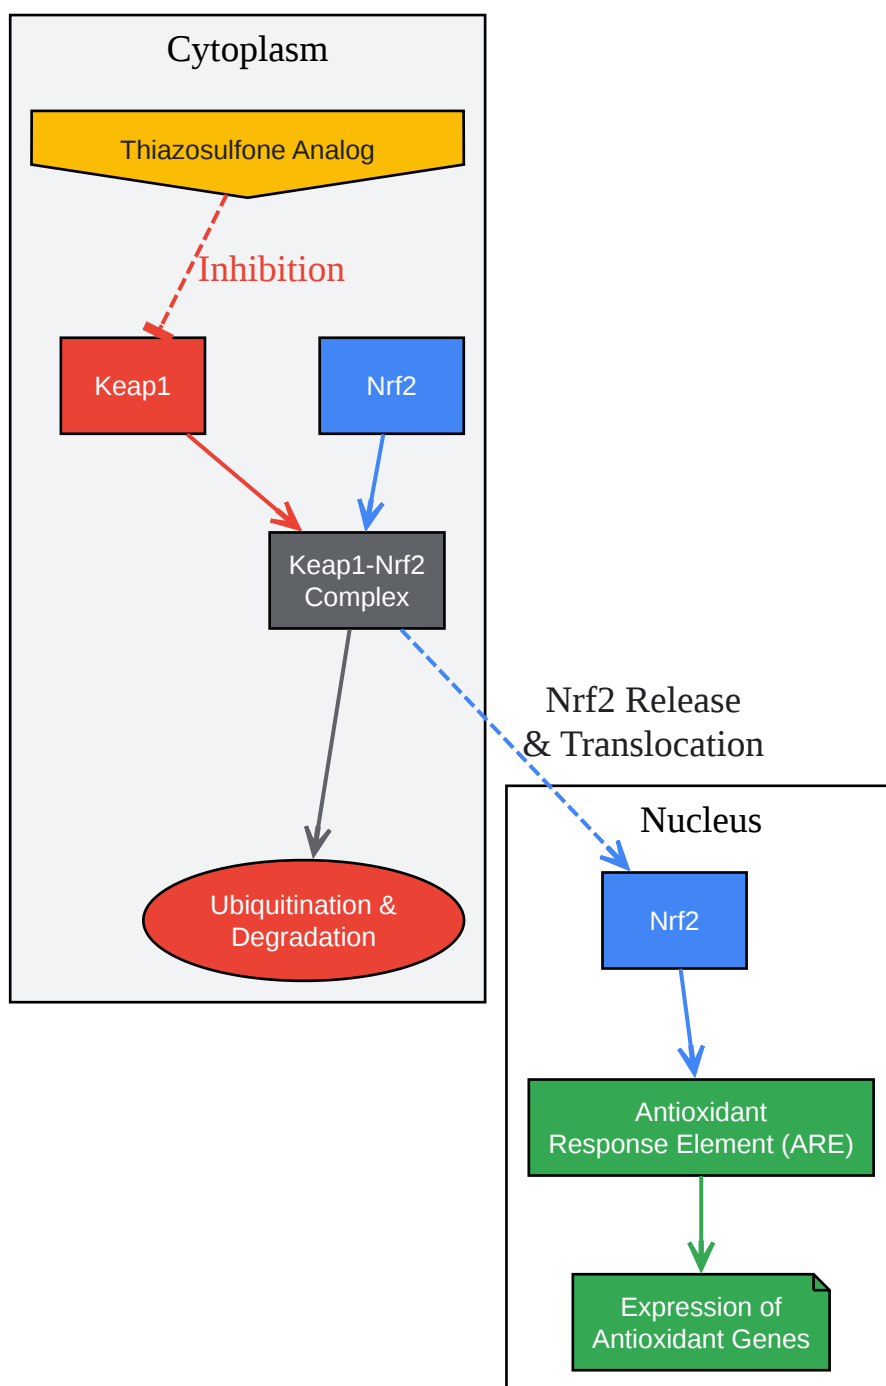 Cytoplasm
Thiazosulfone Analog
Inhibition
Keap1
Nrf2
Keap1-Nrf2
Complex
Nrf2 Release
& Translocation
Nucleus
Ubiquitination &
Degradation
Nrf2
Antioxidant
Response Element (ARE)
Expression of
Antioxidant Genes